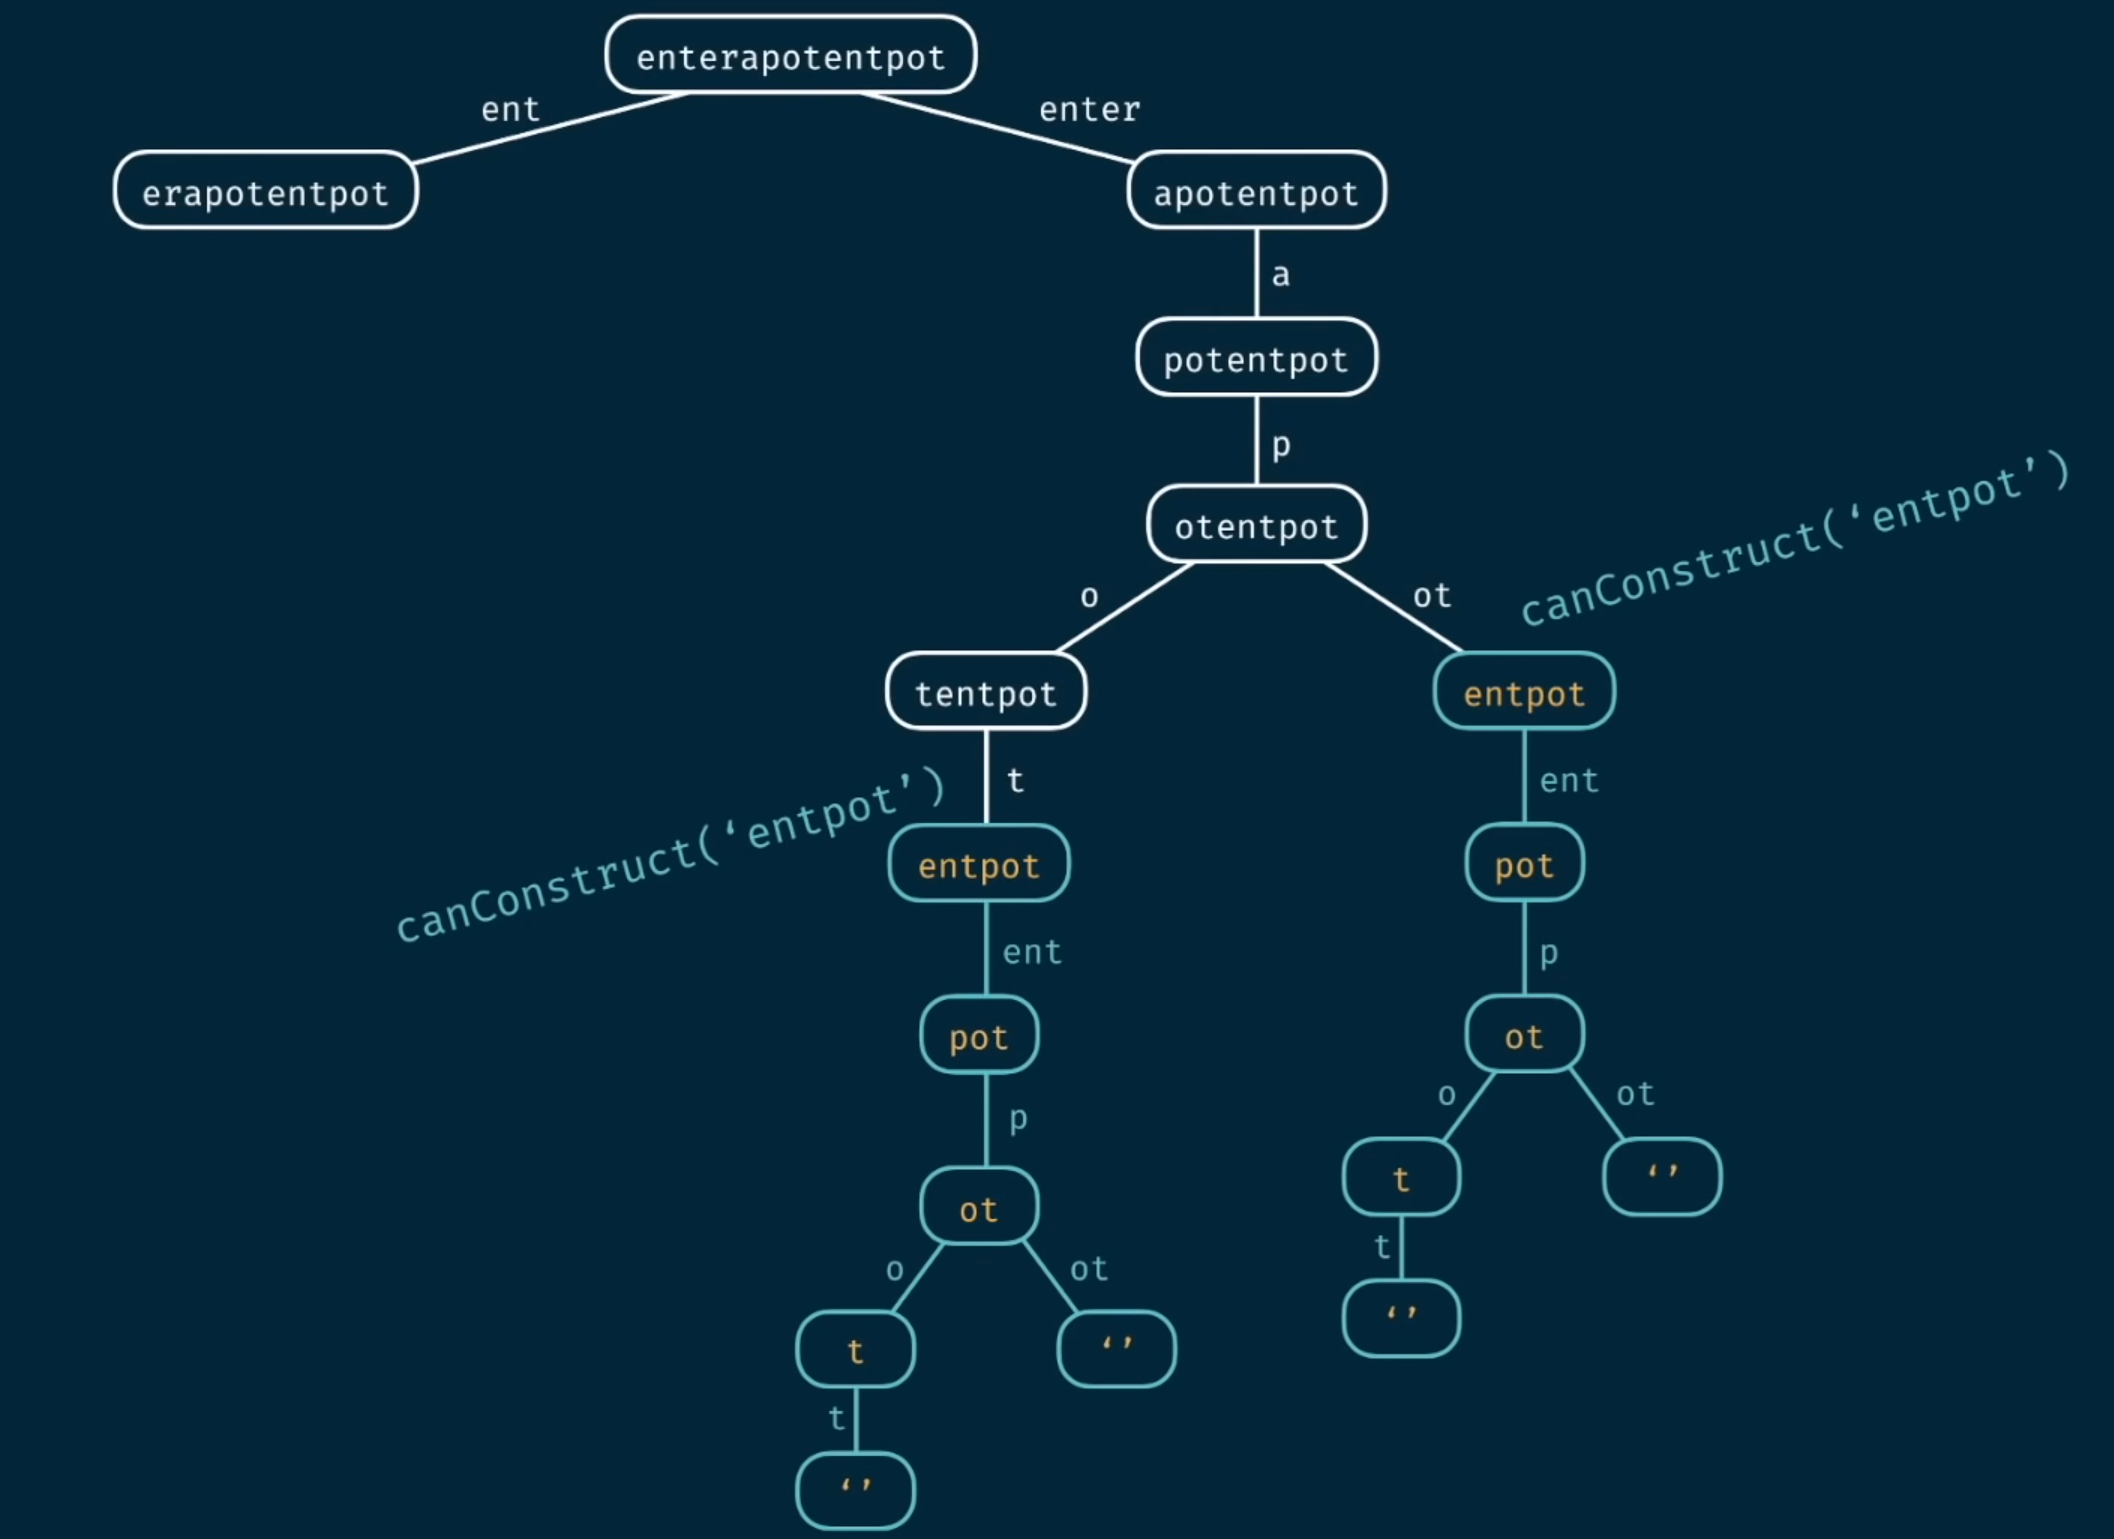 enterapotentpot
ent
enter
erapotentpot
apotentpot
a
potentpot
p
otentpot
canConstruct(‘entpot’)
o
ot
tentpot
entpot
t
ent
canConstruct(‘entpot’)
entpot
pot
ent
p
pot
ot
p
o
ot
ot
t
‘’
o
ot
t
t
‘’
‘’
t
‘’